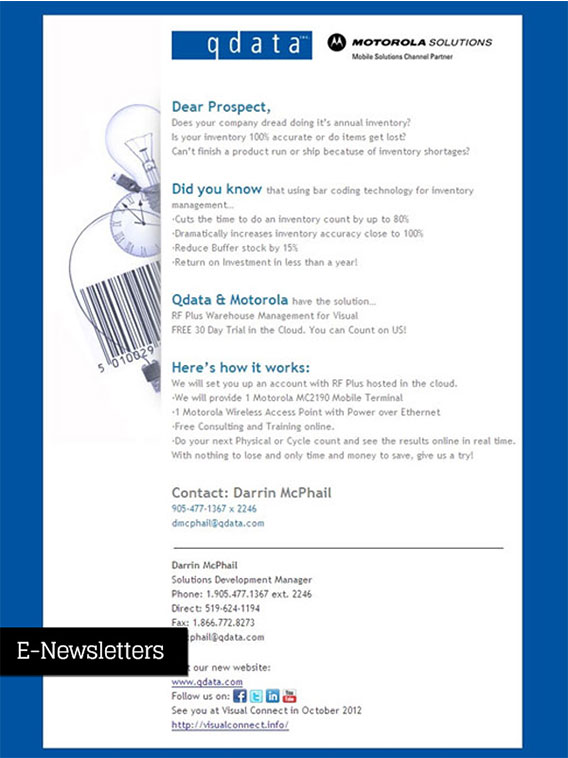 qdata INC.
MOTOROLA SOLUTIONS
Mobile Solutions Channel Partner
Dear Prospect,
Does your company dread doing it's annual inventory?
Is your inventory 100% accurate or do items get lost?
Can't finish a product run or ship becatuse of inventory shortages?
Did you know that using bar coding technology for inventory
management...
·Cuts the time to do an inventory count by up to 80%
·Dramatically increases inventory accuracy close to 100%
·Reduce Buffer stock by 15%
·Return on Investment in less than a year!
Qdata & Motorola have the solution...
RF Plus Warehouse Management for Visual
FREE 30 Day Trial in the Cloud. You can Count on US!
Here's how it works:
We will set you up an account with RF Plus hosted in the cloud.
·We will provide 1 Motorola MC2190 Mobile Terminal
·1 Motorola Wireless Access Point with Power over Ethernet
·Free Consulting and Training online.
·Do your next Physical or Cycle count and see the results online in real time.
With nothing to lose and only time and money to save, give us a try!
5 010029
Contact: Darrin McPhail
905-477-1367 x 2246
dmcphail@qdata.com
Darrin McPhail
Solutions Development Manager
Phone: 1.905.477.1367 ext. 2246
Direct: 519-624-1194
Fax: 1.866.772.8273
cphail@qdata.com
E-Newsletters
our new website:
www.qdata.com
Follow us on:
See you at Visual Connect in October 2012
http://visualconnect.info/